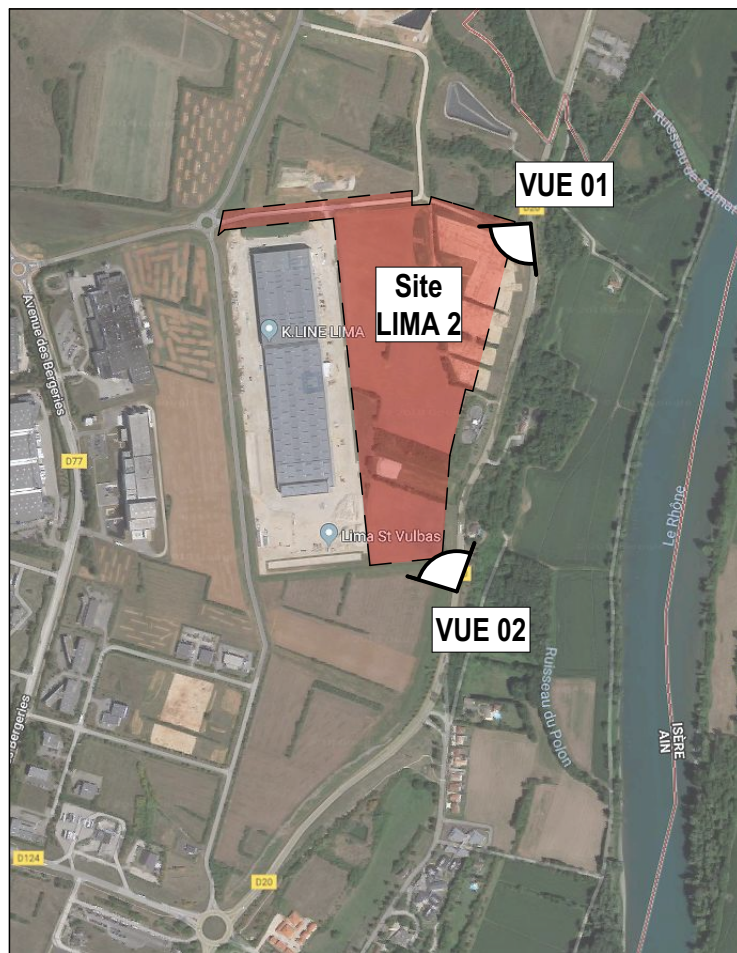 Ruisseau de Balmat
VUE 01
D20
Site
LIMA 2
K.LINE LIMA
Avenue des Bergeries
D77
Le Rhône
Lima St Vulbas
VUE 02
Ruisseau du Polon
Bergeries
ISÈRE
AIN
D124
D20